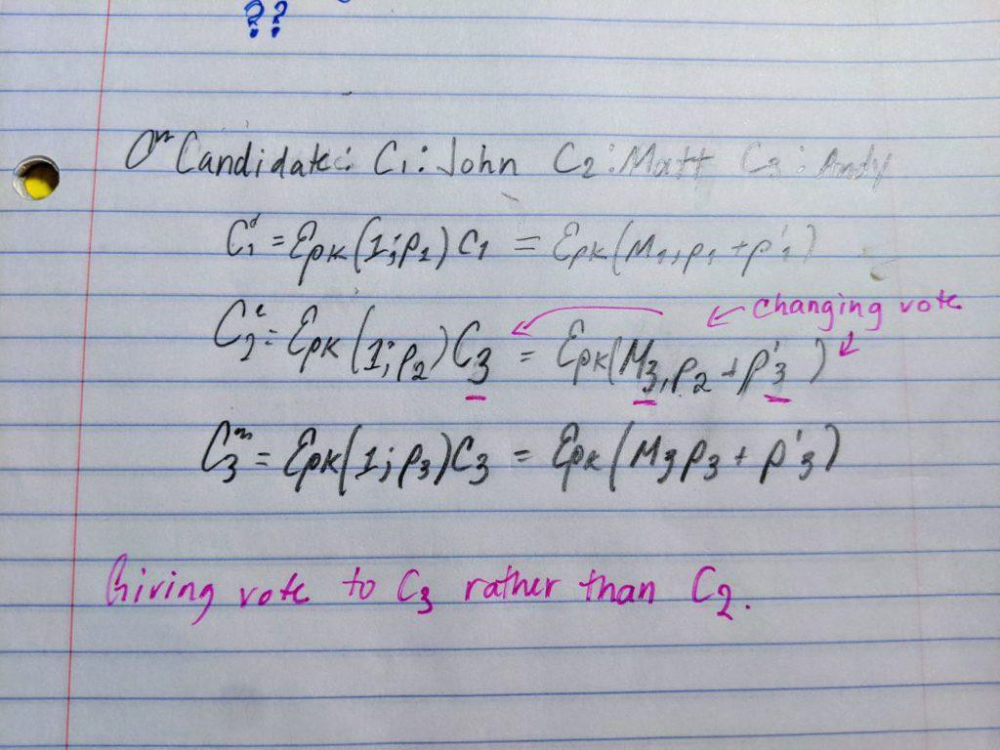 ??
Candidate: C₁: John C₂: Matt C₃: Andy
C₁ = Epk(1;ρ₁) C₁ = Epk(M₁, ρ₁ + ρ'₁)
← changing vote
C₂ = Epk(1;ρ₂) C₃ = Epk(M₃, ρ₂ + ρ'₃)
C₃ᵐ = Epk(1;ρ₃) C₃ = Epk(M₃ ρ₃ + ρ'₃)
Giving vote to C₃ rather than C₂.